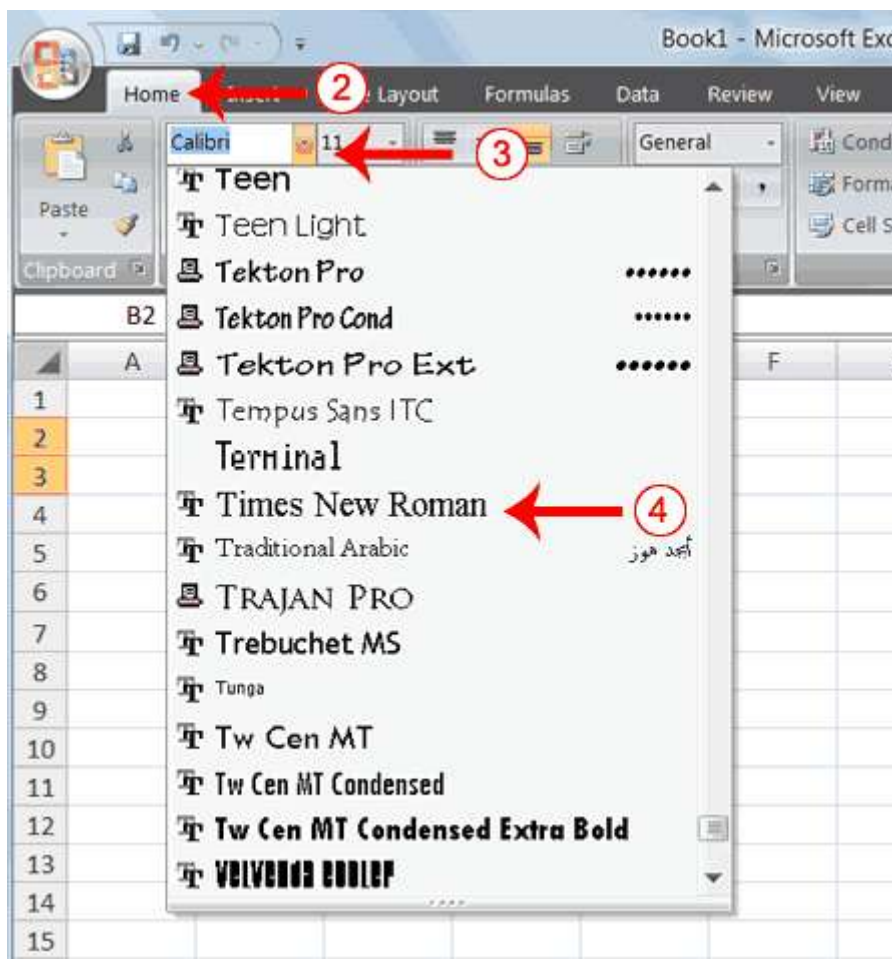 Book1 - Microsoft Exc
Home Layout Formulas Data Review View
2
Calibri 11 General Cond
3
Paste Form
Cell S
Clipboard
B2
A F
Teen
Teen Light
Tekton Pro
Tekton Pro Cond
Tekton Pro Ext
Tempus Sans ITC
Terminal
Times New Roman 4
Traditional Arabic أبجد هوز
TRAJAN PRO
Trebuchet MS
Tunga
Tw Cen MT
Tw Cen MT Condensed
Tw Cen MT Condensed Extra Bold
1
2
3
4
5
6
7
8
9
10
11
12
13
14
15